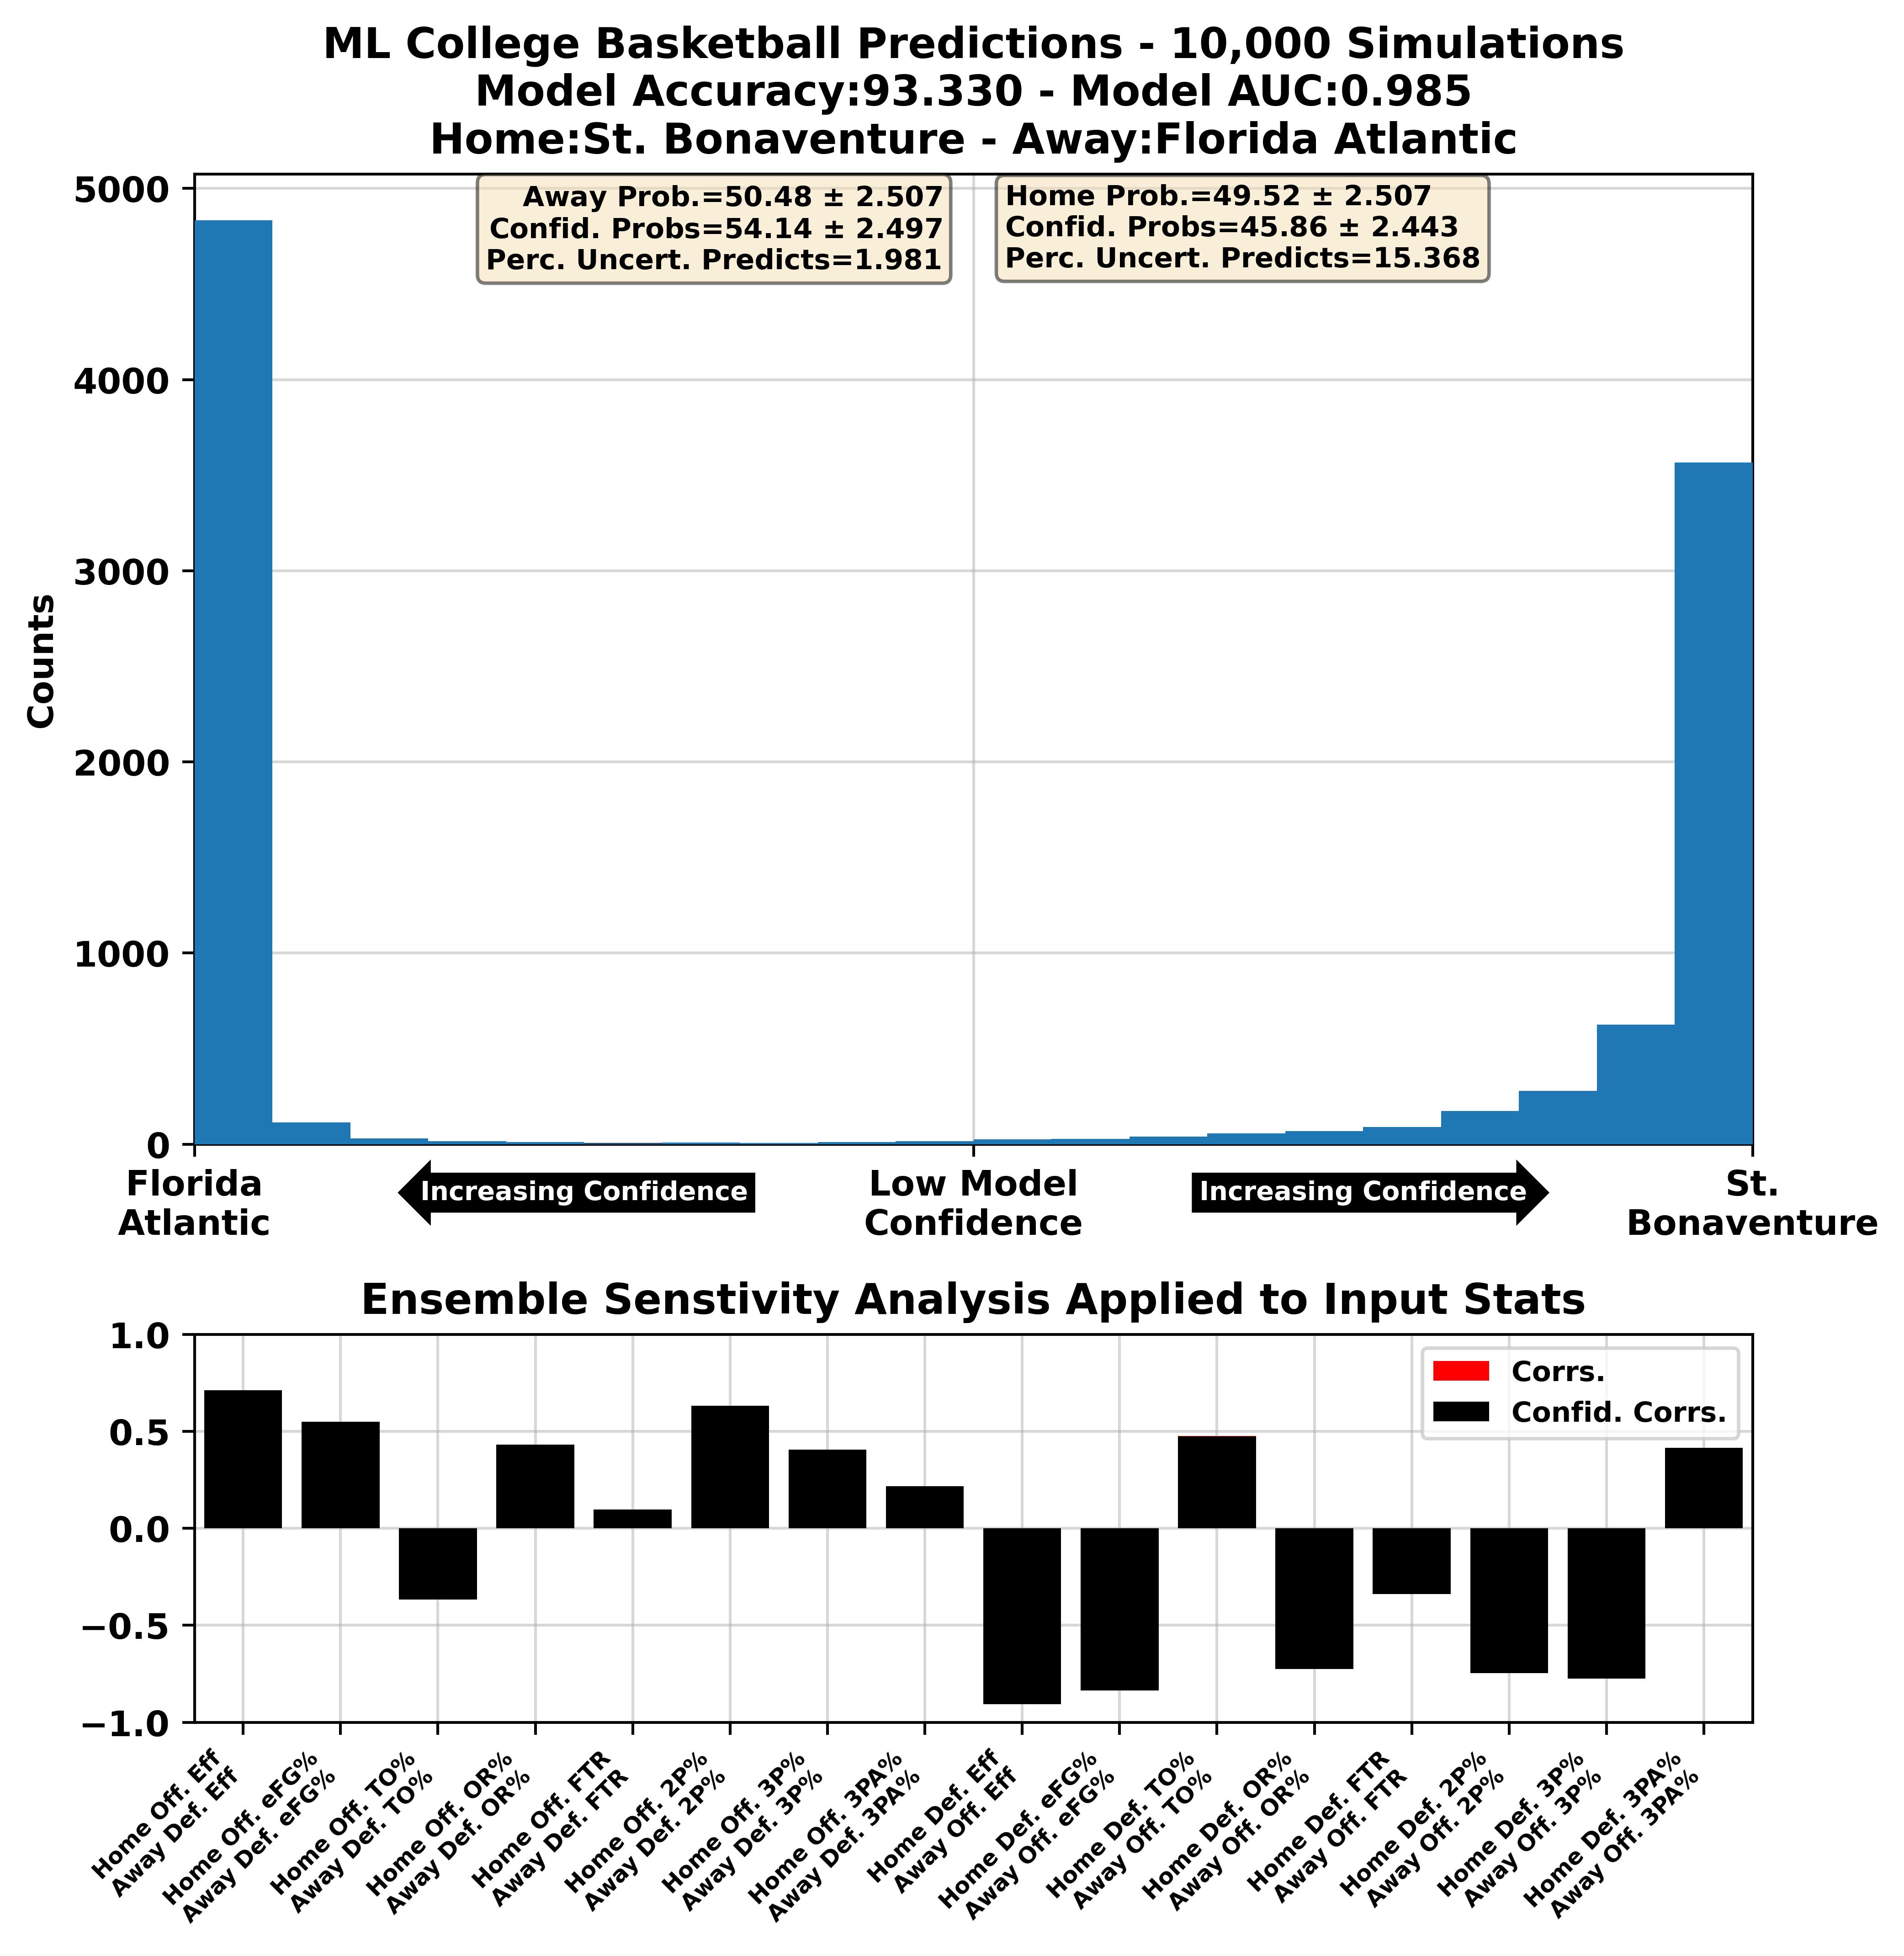 ML College Basketball Predictions - 10,000 Simulations
Model Accuracy:93.330 - Model AUC:0.985
Home:St. Bonaventure - Away:Florida Atlantic
Away Prob.=50.48 ± 2.507
Confid. Probs=54.14 ± 2.497
Perc. Uncert. Predicts=1.981
Home Prob.=49.52 ± 2.507
Confid. Probs=45.86 ± 2.443
Perc. Uncert. Predicts=15.368
5000
4000
3000
2000
1000
0
Counts
Florida
Atlantic
Increasing Confidence
Low Model
Confidence
Increasing Confidence
St.
Bonaventure
Ensemble Senstivity Analysis Applied to Input Stats
1.0
0.5
0.0
−0.5
−1.0
Corrs.
Confid. Corrs.
Home Off. Eff
Away Def. Eff
Home Off. eFG%
Away Def. eFG%
Home Off. TO%
Away Def. TO%
Home Off. OR%
Away Def. OR%
Home Off. FTR
Away Def. FTR
Home Off. 2P%
Away Def. 2P%
Home Off. 3P%
Away Def. 3P%
Home Off. 3PA%
Away Def. 3PA%
Home Def. Eff
Away Off. Eff
Home Def. eFG%
Away Off. eFG%
Home Def. TO%
Away Off. TO%
Home Def. OR%
Away Off. OR%
Home Def. FTR
Away Off. FTR
Home Def. 2P%
Away Off. 2P%
Home Def. 3P%
Away Off. 3P%
Home Def. 3PA%
Away Off. 3PA%